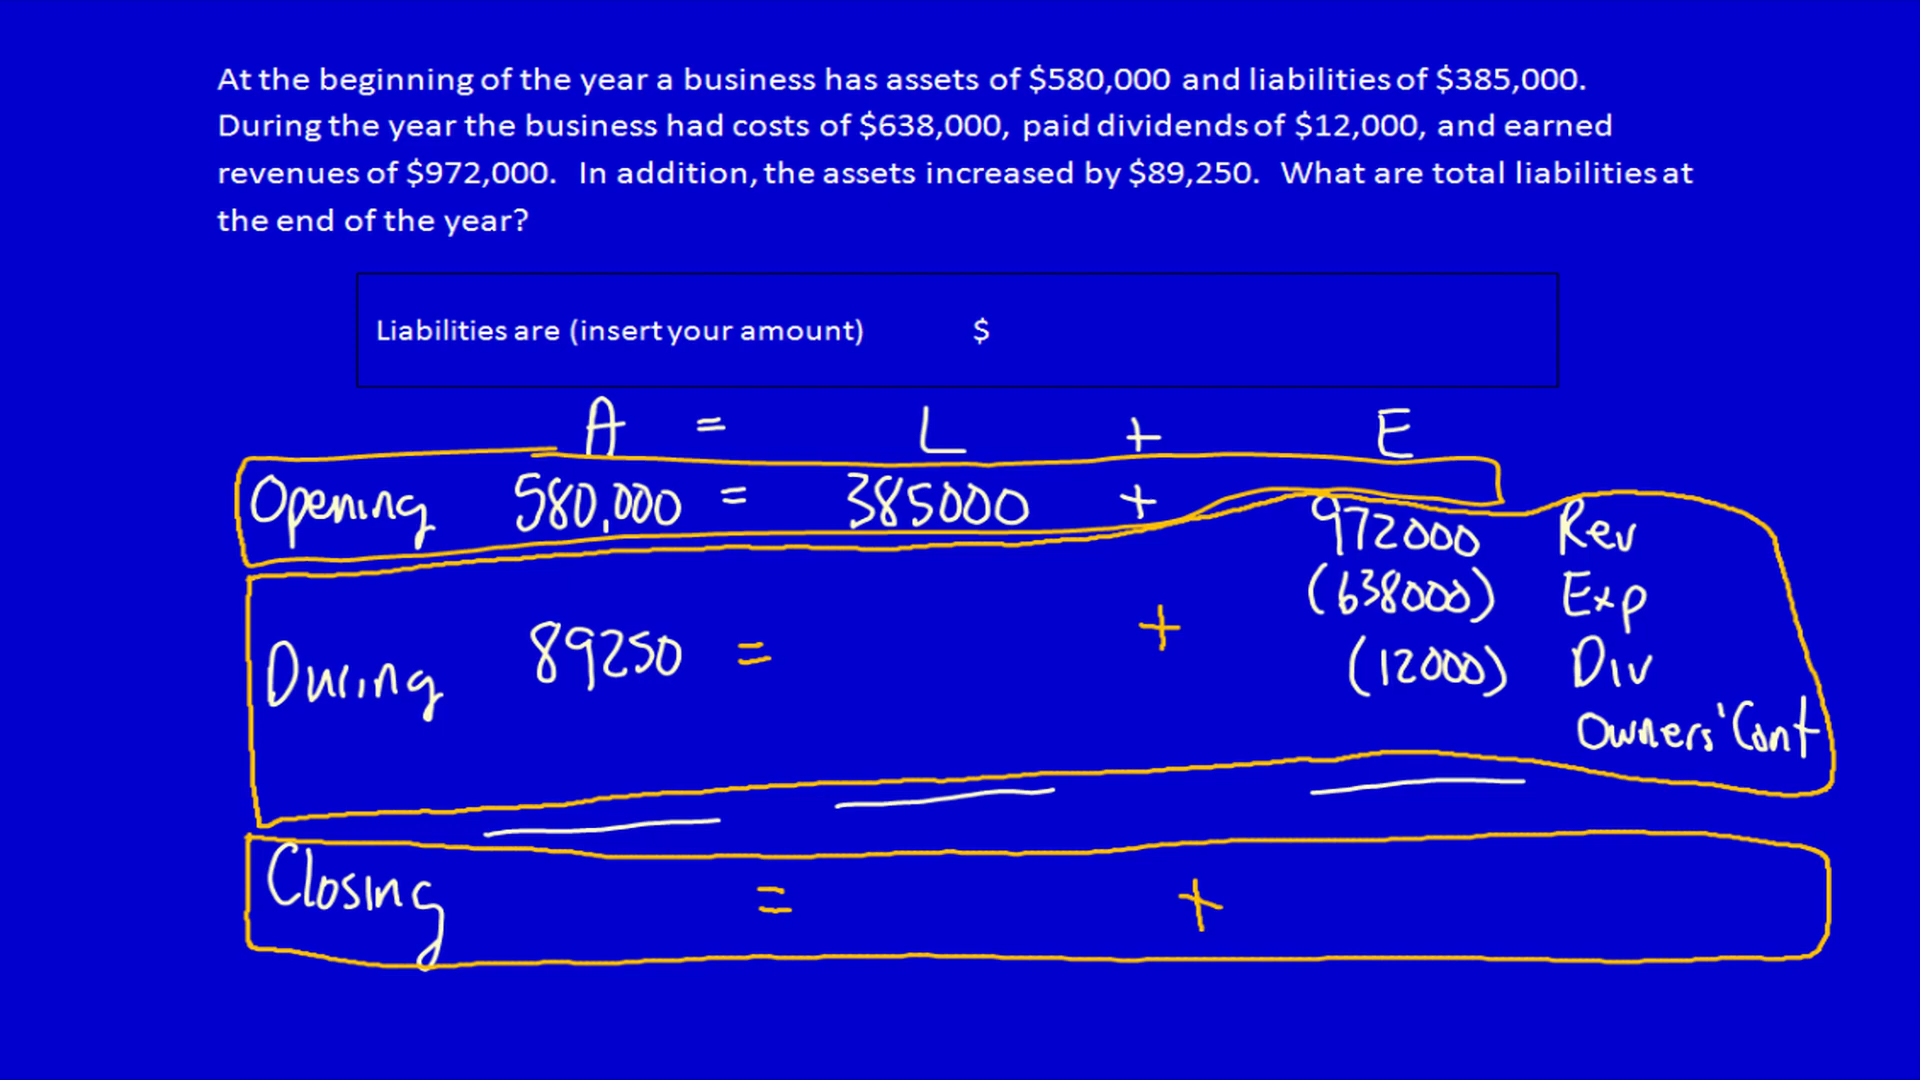 At the beginning of the year a business has assets of $580,000 and liabilities of $385,000.
During the year the business had costs of $638,000, paid dividends of $12,000, and earned
revenues of $972,000. In addition, the assets increased by $89,250. What are total liabilities at
the end of the year?
Liabilities are (insert your amount) $
A = L + E
Opening 580,000 = 385000 +
972000 Rev
(638000) Exp
During 89250 = + (12000) Div
Owners' Cont
Closing = +